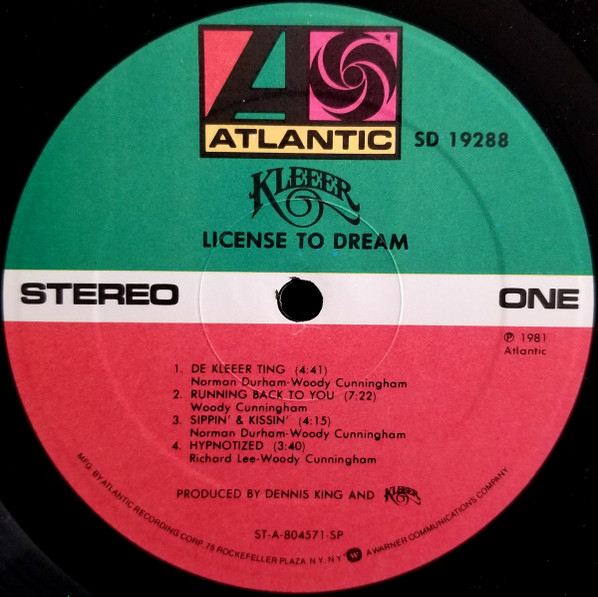 ATLANTIC
SD 19288
KLEEER
LICENSE TO DREAM
STEREO
ONE
℗ 1981
Atlantic
1. DE KLEEER TING (4:41)
Norman Durham-Woody Cunningham
2. RUNNING BACK TO YOU (7:22)
Woody Cunningham
3. SIPPIN' & KISSIN' (4:15)
Norman Durham-Woody Cunningham
4. HYPNOTIZED (3:40)
Richard Lee-Woody Cunningham
PRODUCED BY DENNIS KING AND KLEEER
ST-A-804571-SP
MFG. BY ATLANTIC RECORDING CORP. 75 ROCKEFELLER PLAZA. N.Y. N.Y. W A WARNER COMMUNICATIONS COMPANY